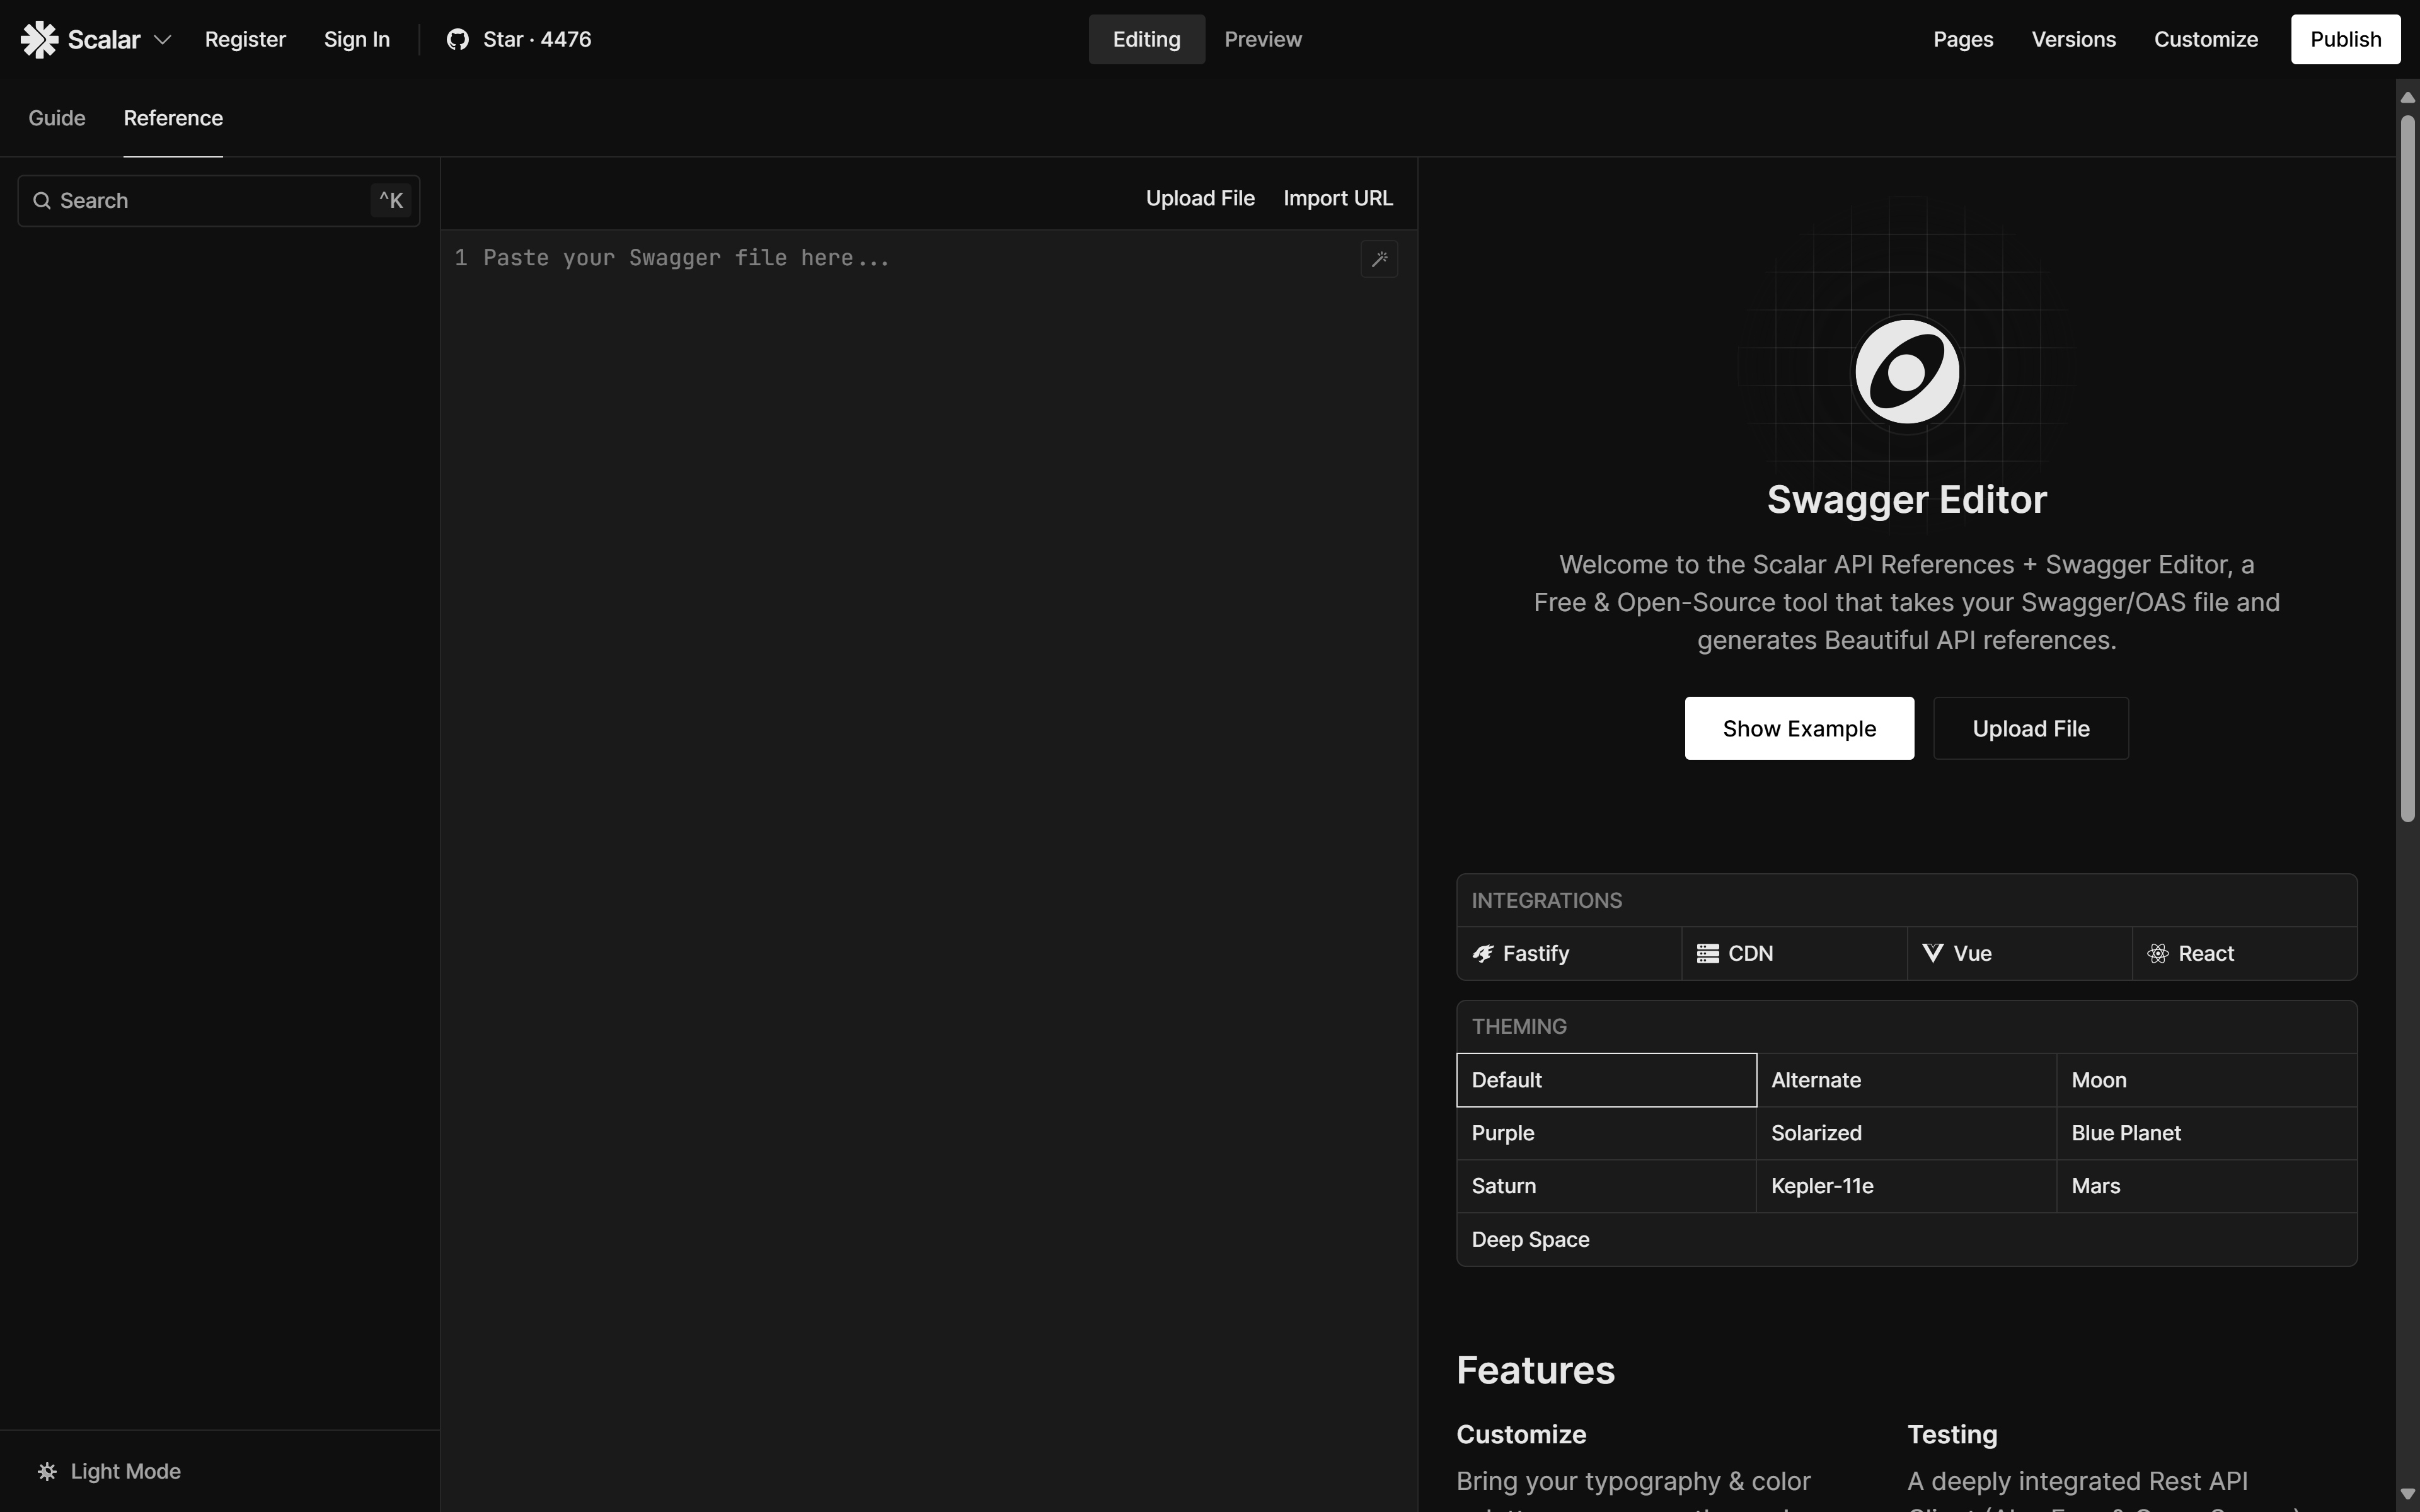 Scalar
Register
Sign In
Star · 4476
Editing
Preview
Pages
Versions
Customize
Publish
Guide
Reference
Search
^K
Upload File
Import URL
1
Paste your Swagger file here...
Swagger Editor
Welcome to the Scalar API References + Swagger Editor, a
Free & Open-Source tool that takes your Swagger/OAS file and
generates Beautiful API references.
Show Example
Upload File
INTEGRATIONS
Fastify
CDN
Vue
React
THEMING
Default
Alternate
Moon
Purple
Solarized
Blue Planet
Saturn
Kepler-11e
Mars
Deep Space
Features
Customize
Bring your typography & color
Testing
A deeply integrated Rest API
Light Mode